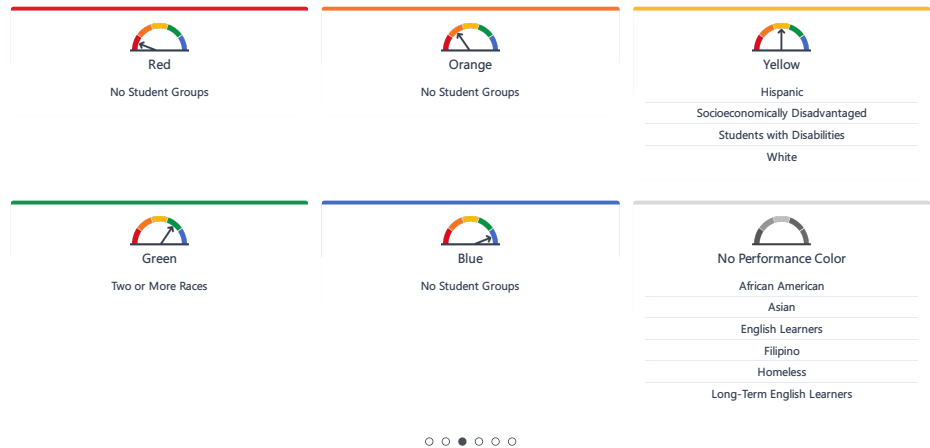 Red
No Student Groups
Orange
No Student Groups
Yellow
Hispanic
Socioeconomically Disadvantaged
Students with Disabilities
White
Green
Two or More Races
Blue
No Student Groups
No Performance Color
African American
Asian
English Learners
Filipino
Homeless
Long-Term English Learners